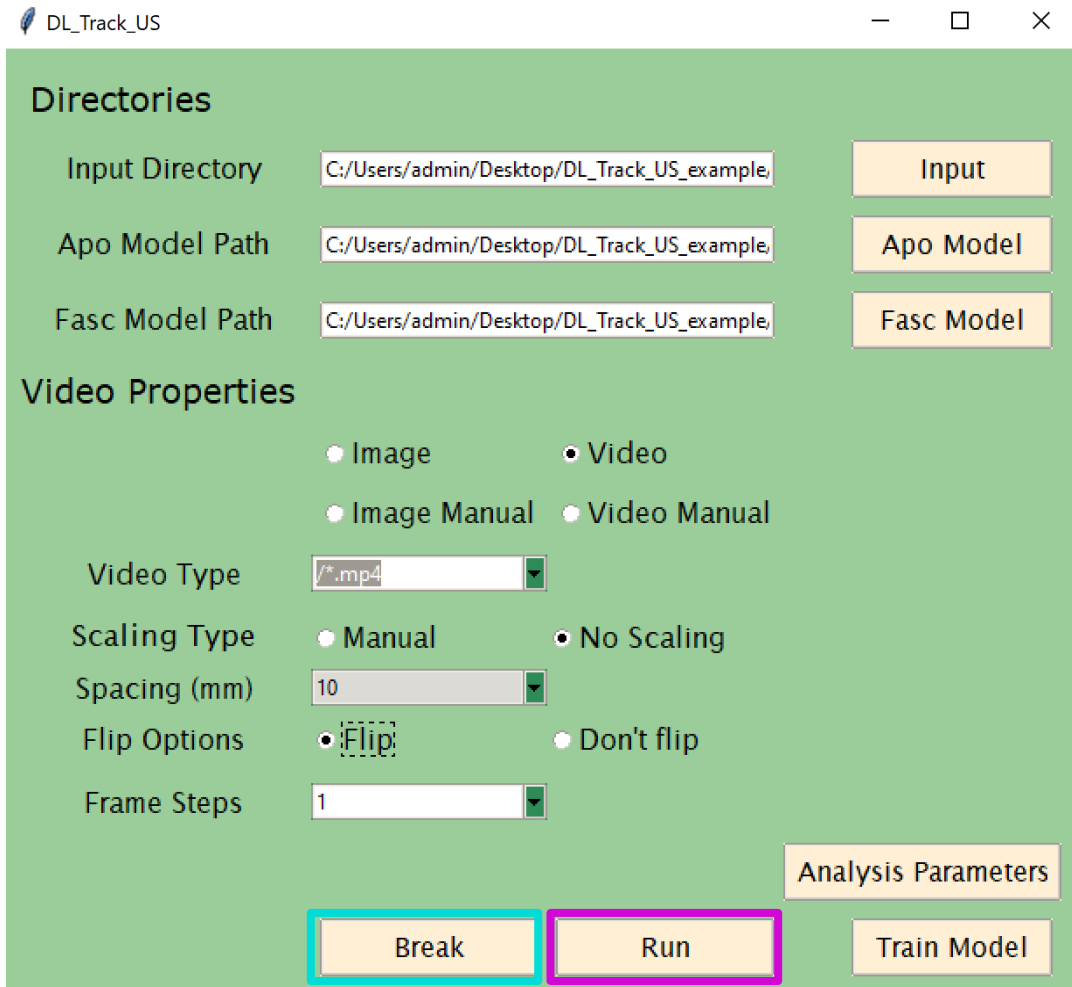 DL_Track_US
Directories
Input Directory C:/Users/admin/Desktop/DL_Track_US_example/ Input
Apo Model Path C:/Users/admin/Desktop/DL_Track_US_example/ Apo Model
Fasc Model Path C:/Users/admin/Desktop/DL_Track_US_example/ Fasc Model
Video Properties
Image Video
Image Manual Video Manual
Video Type /*.mp4
Scaling Type Manual No Scaling
Spacing (mm) 10
Flip Options Flip Don't flip
Frame Steps 1
Analysis Parameters
Break Run Train Model